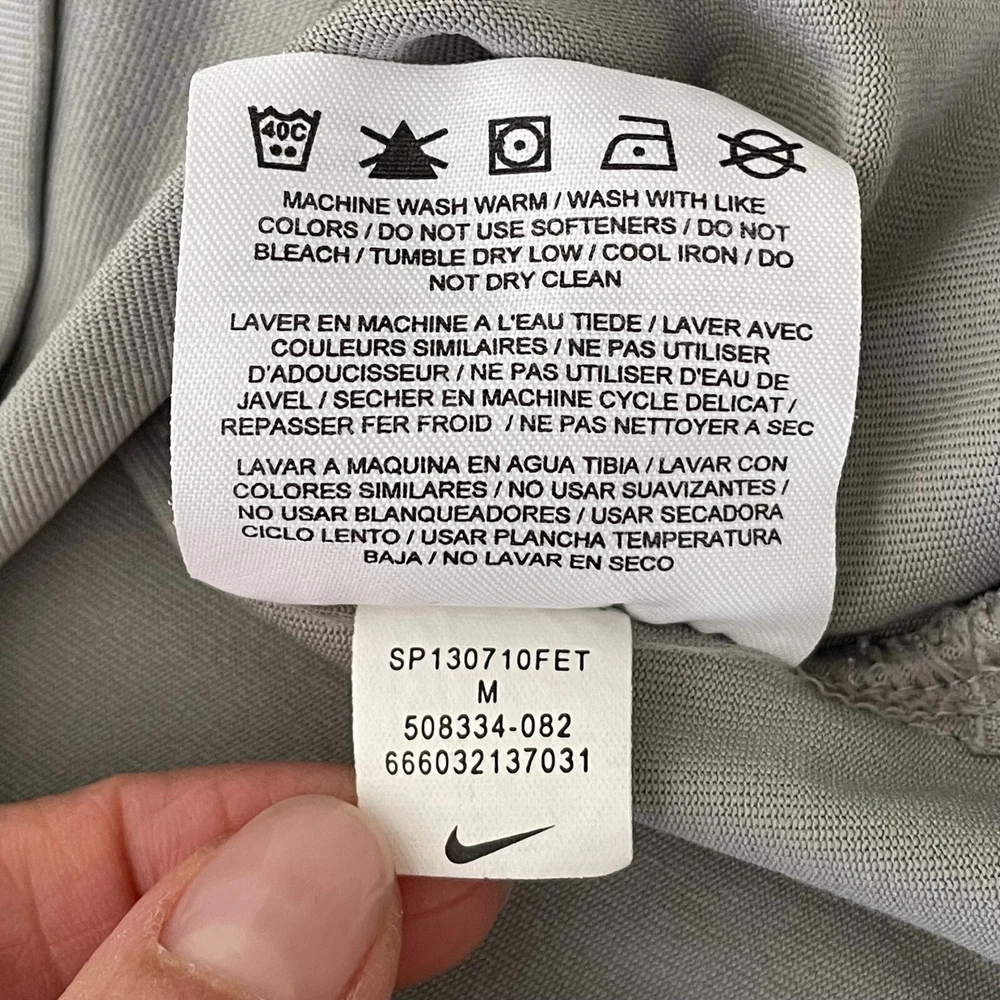 40C
MACHINE WASH WARM / WASH WITH LIKE
COLORS / DO NOT USE SOFTENERS / DO NOT
BLEACH / TUMBLE DRY LOW / COOL IRON / DO
NOT DRY CLEAN
LAVER EN MACHINE A L'EAU TIEDE / LAVER AVEC
COULEURS SIMILAIRES / NE PAS UTILISER
D'ADOUCISSEUR / NE PAS UTILISER D'EAU DE
JAVEL / SECHER EN MACHINE CYCLE DELICAT /
REPASSER FER FROID / NE PAS NETTOYER A SEC
LAVAR A MAQUINA EN AGUA TIBIA / LAVAR CON
COLORES SIMILARES / NO USAR SUAVIZANTES /
NO USAR BLANQUEADORES / USAR SECADORA
CICLO LENTO / USAR PLANCHA TEMPERATURA
BAJA / NO LAVAR EN SECO
SP130710FET
M
508334-082
666032137031